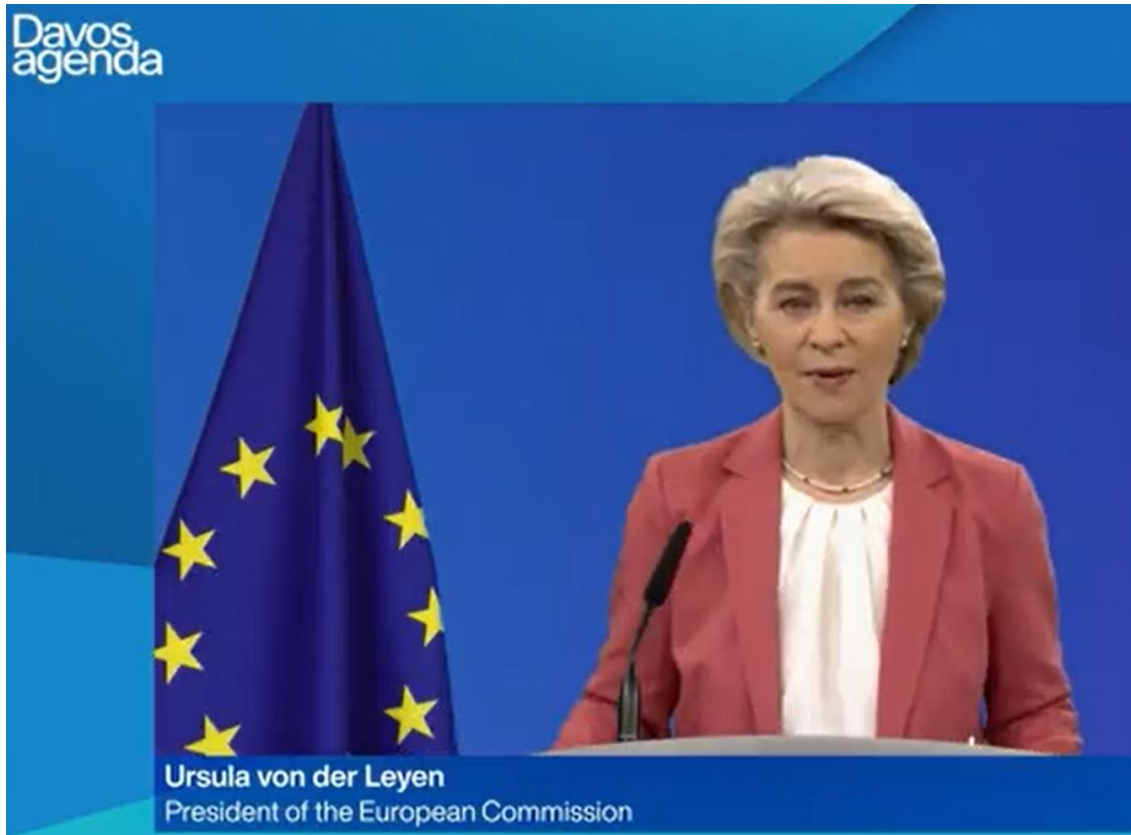 Davos
agenda
Ursula von der Leyen
President of the European Commission